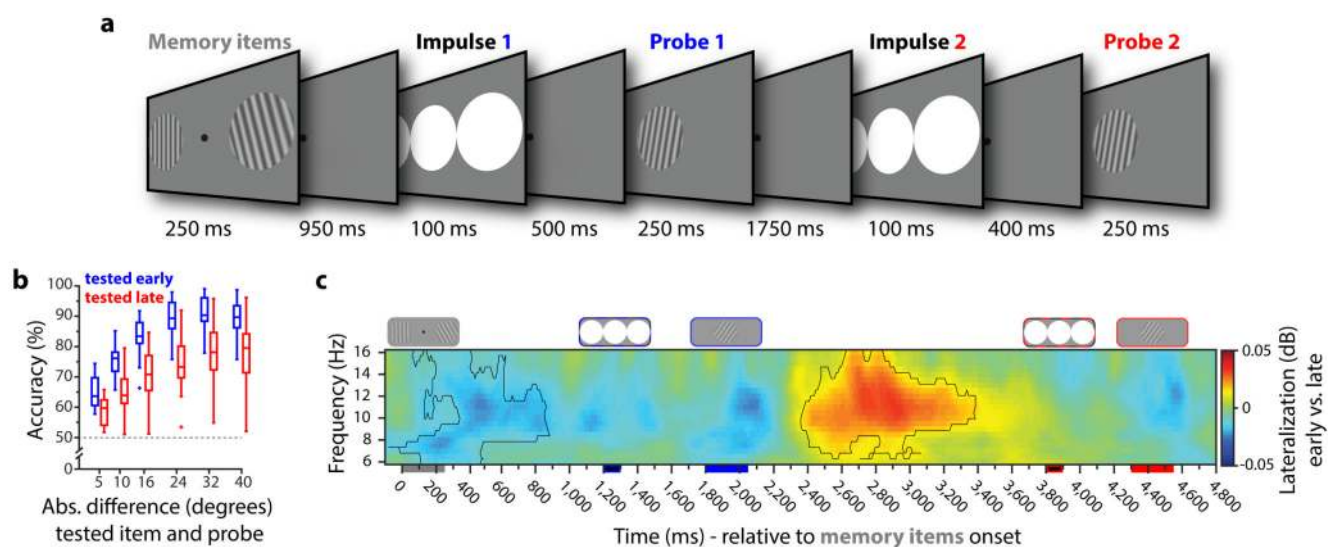 a
Memory items
Impulse 1
Probe 1
Impulse 2
Probe 2
250 ms
950 ms
100 ms
500 ms
250 ms
1750 ms
100 ms
400 ms
250 ms
b
tested early
tested late
100
90
80
70
60
50
0
Accuracy (%)
5 10 16 24 32 40
Abs. difference (degrees)
tested item and probe
c
16
14
12
10
8
6
Frequency (Hz)
0 200 400 600 800 1,000 1,200 1,400 1,600 1,800 2,000 2,200 2,400 2,600 2,800 3,000 3,200 3,400 3,600 3,800 4,000 4,200 4,400 4,600 4,800
Time (ms) - relative to memory items onset
0.05
0
-0.05
Lateralization (dB)
early vs. late